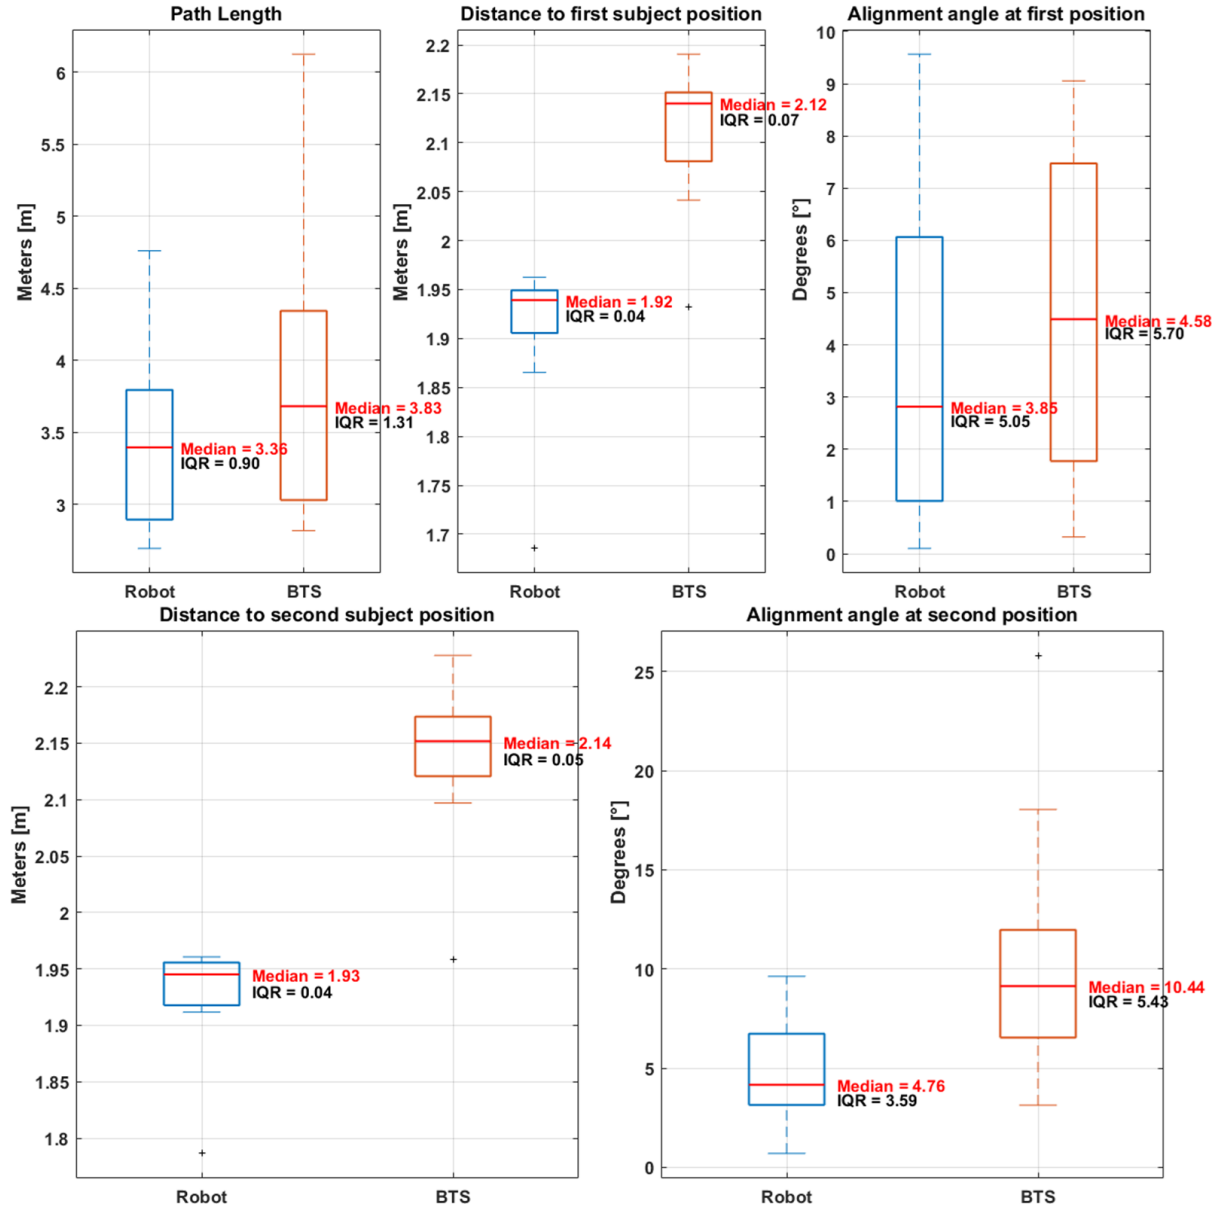 Path Length
Meters [m]
6
5.5
5
4.5
4
3.5
3
Median = 3.36
IQR = 0.90
Median = 3.83
IQR = 1.31
Robot
BTS
Distance to first subject position
Meters [m]
2.2
2.15
2.1
2.05
2
1.95
1.9
1.85
1.8
1.75
1.7
Median = 1.92
IQR = 0.04
Median = 2.12
IQR = 0.07
Robot
BTS
Alignment angle at first position
Degrees [°]
10
9
8
7
6
5
4
3
2
1
0
Median = 3.85
IQR = 5.05
Median = 4.58
IQR = 5.70
Robot
BTS
Distance to second subject position
Meters [m]
2.2
2.15
2.1
2.05
2
1.95
1.9
1.85
1.8
Median = 1.93
IQR = 0.04
Median = 2.14
IQR = 0.05
Robot
BTS
Alignment angle at second position
Degrees [°]
25
20
15
10
5
0
Median = 4.76
IQR = 3.59
Median = 10.44
IQR = 5.43
Robot
BTS